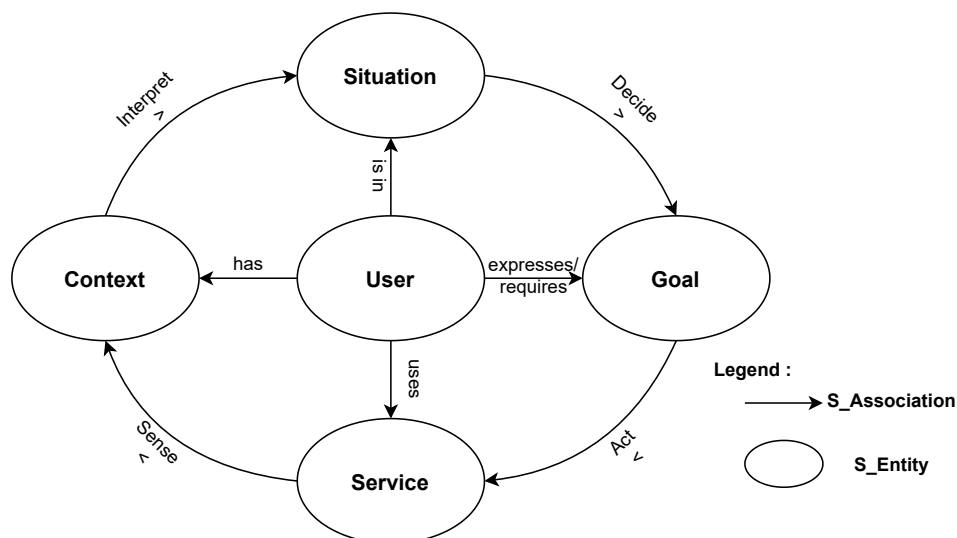 Situation
Interpret
>
Decide
>
is in
Context
has
User
expresses/
requires
Goal
uses
Legend :
S_Association
Sense
<
Act
<
Service
S_Entity